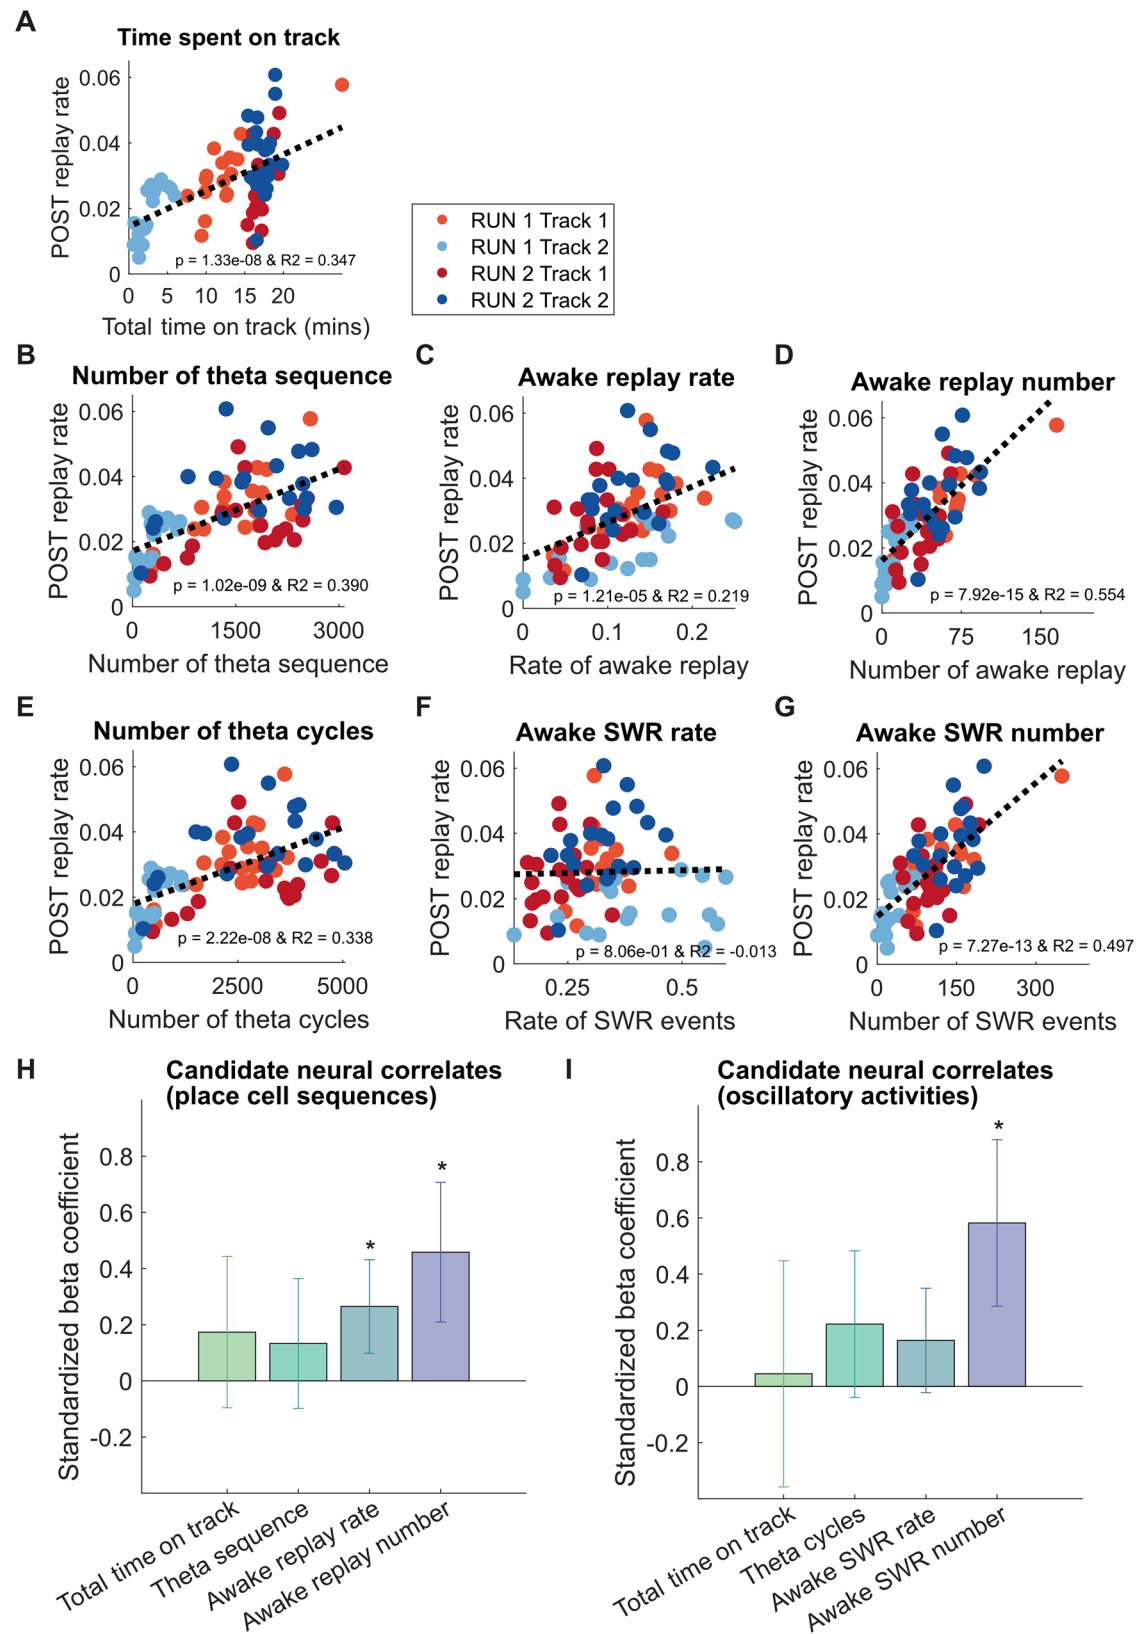 A
Time spent on track
POST replay rate
0.06
0.04
0.02
0
p = 1.33e-08 & R2 = 0.347
0 5 10 15 20
Total time on track (mins)
RUN 1 Track 1
RUN 1 Track 2
RUN 2 Track 1
RUN 2 Track 2
B
Number of theta sequence
POST replay rate
0.06
0.04
0.02
0
p = 1.02e-09 & R2 = 0.390
0 1500 3000
Number of theta sequence
C
Awake replay rate
POST replay rate
0.06
0.04
0.02
0
p = 1.21e-05 & R2 = 0.219
0 0.1 0.2
Rate of awake replay
D
Awake replay number
POST replay rate
0.06
0.04
0.02
0
p = 7.92e-15 & R2 = 0.554
0 75 150
Number of awake replay
E
Number of theta cycles
POST replay rate
0.06
0.04
0.02
0
p = 2.22e-08 & R2 = 0.338
0 2500 5000
Number of theta cycles
F
Awake SWR rate
POST replay rate
0.06
0.04
0.02
0
p = 8.06e-01 & R2 = -0.013
0.25 0.5
Rate of SWR events
G
Awake SWR number
POST replay rate
0.06
0.04
0.02
0
p = 7.27e-13 & R2 = 0.497
0 150 300
Number of SWR events
H
Candidate neural correlates
(place cell sequences)
Standardized beta coefficient
0.8
0.6
0.4
0.2
0
-0.2
*
*
Total time on track
Theta sequence
Awake replay rate
Awake replay number
I
Candidate neural correlates
(oscillatory activities)
Standardized beta coefficient
0.8
0.6
0.4
0.2
0
-0.2
*
Total time on track
Theta cycles
Awake SWR rate
Awake SWR number